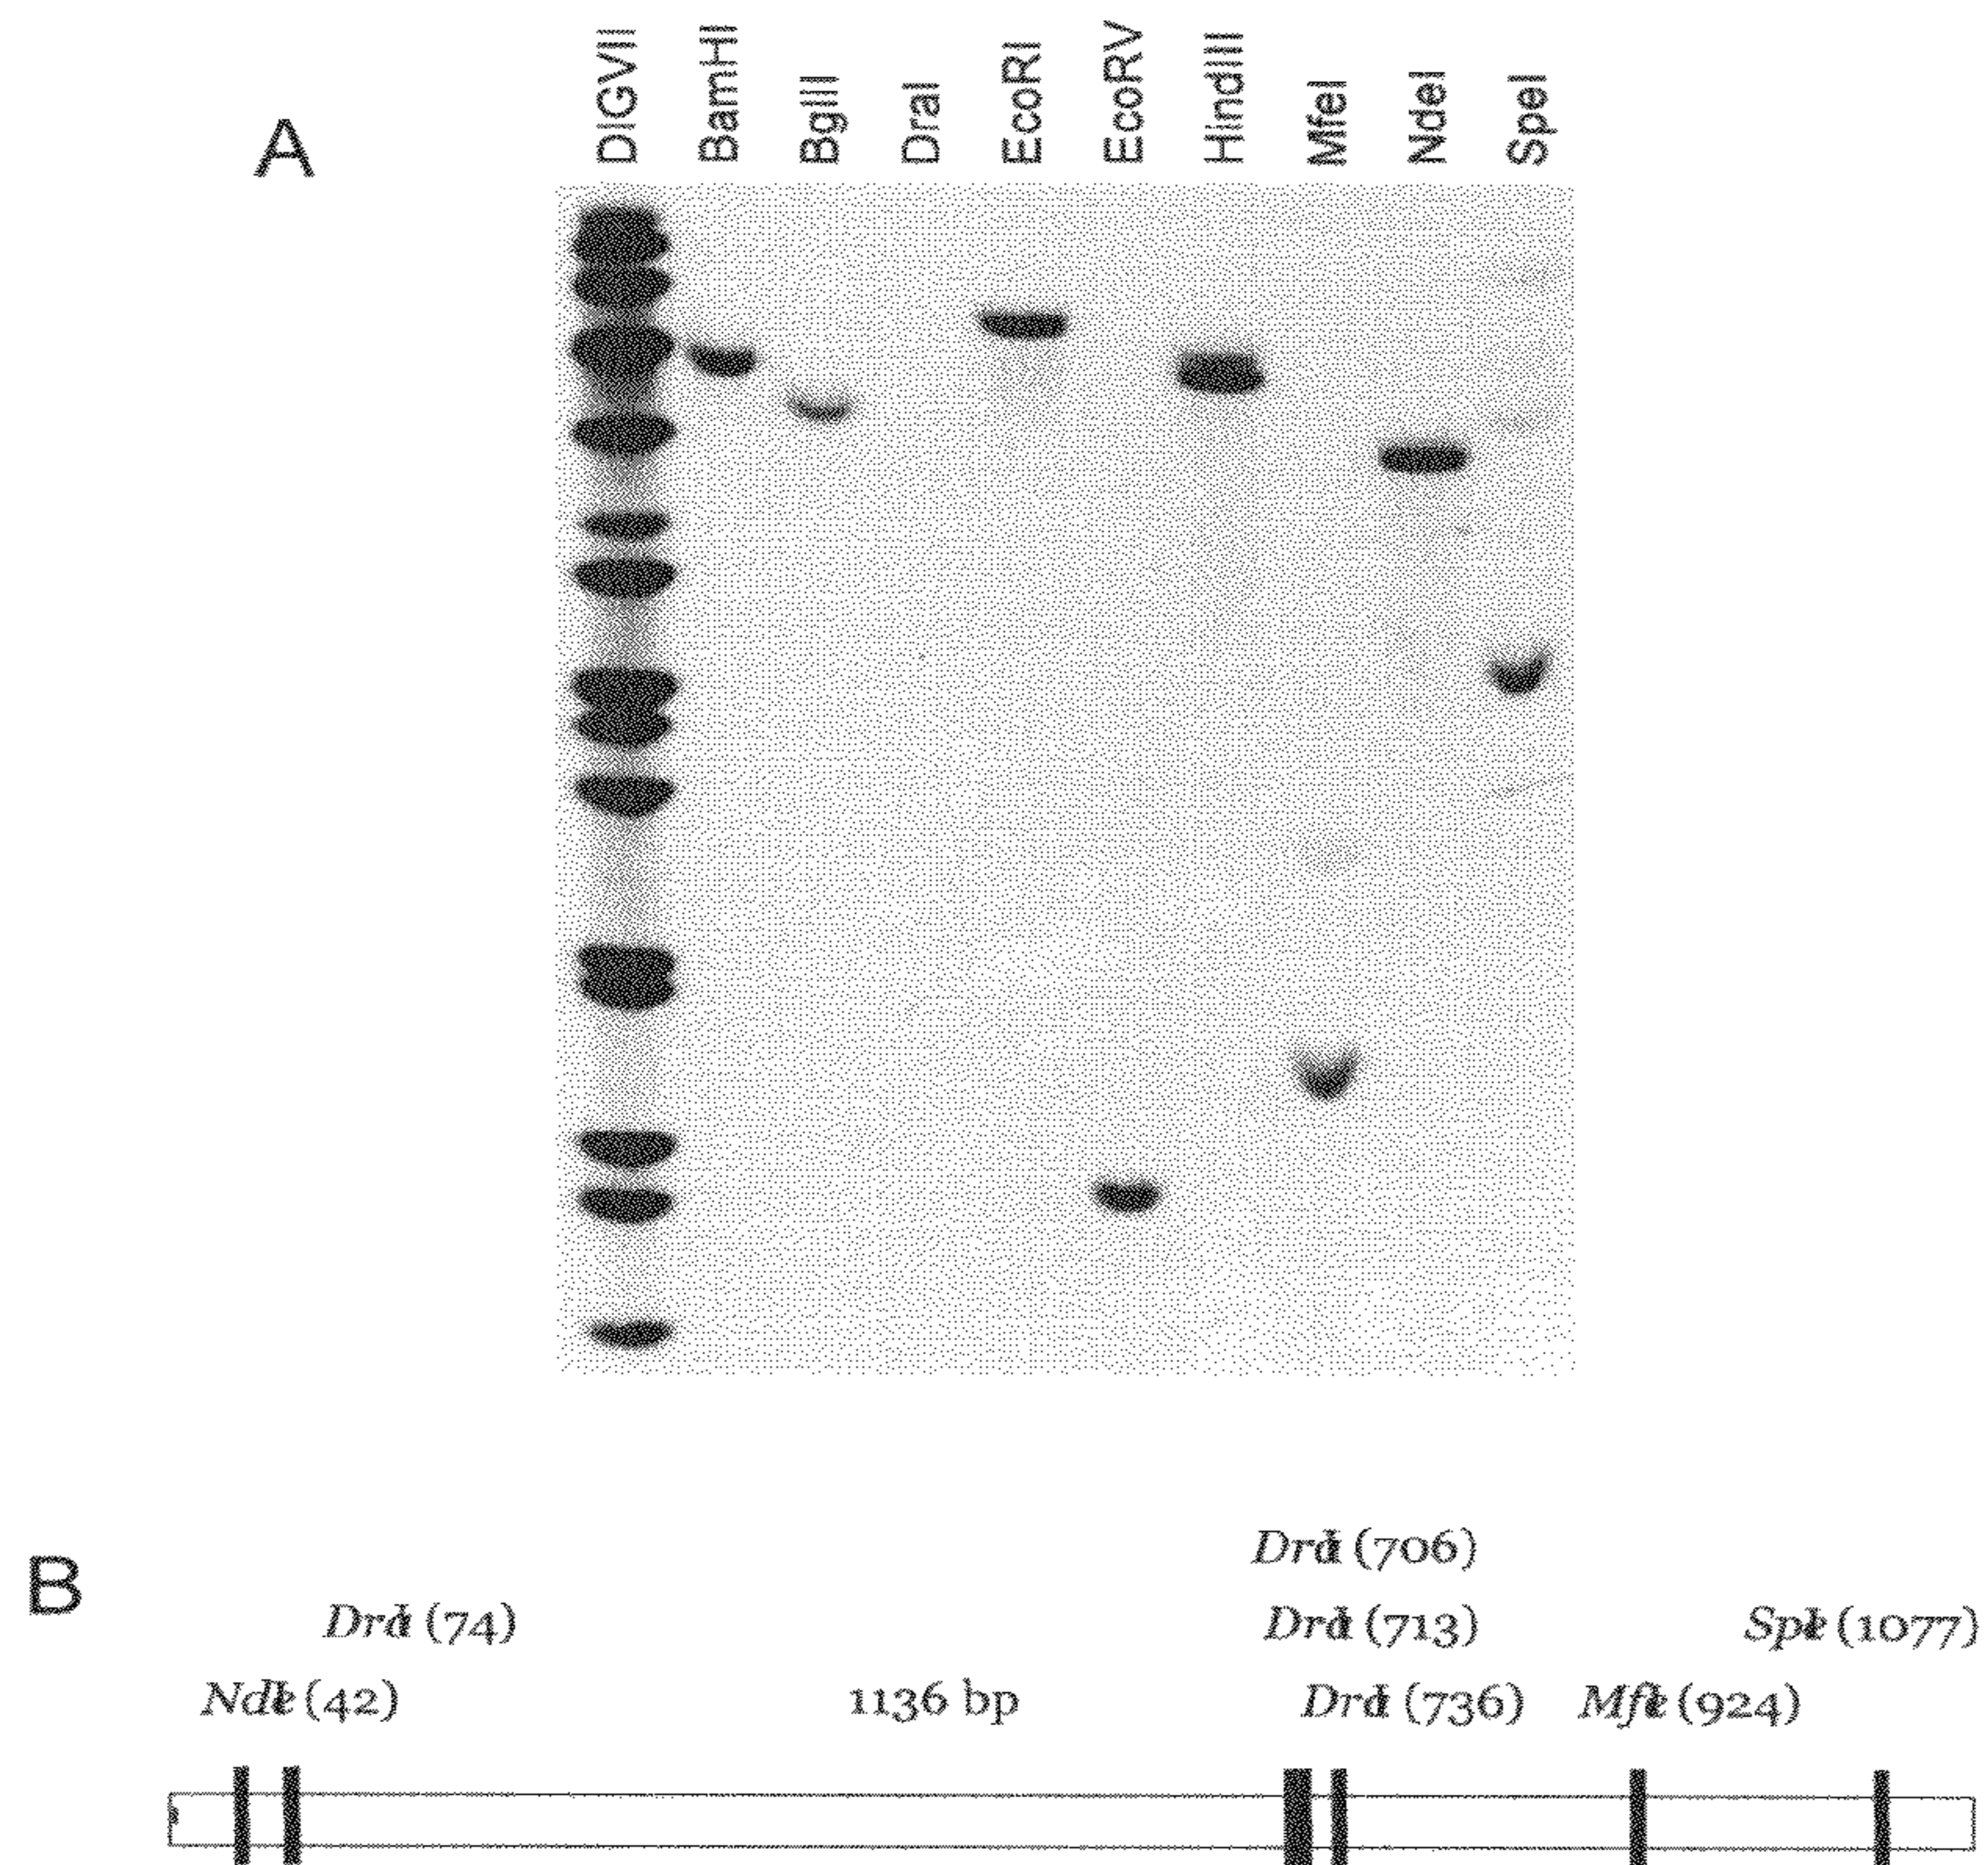 A
DIGVII
BamHI
BglII
DraI
EcoRI
EcoRV
HindIII
MfeI
NdeI
SpeI
B
DraI (706)
DraI (74)
DraI (713)
SpeI (1077)
NdeI (42)
1136 bp
DraI (736)
MfeI (924)